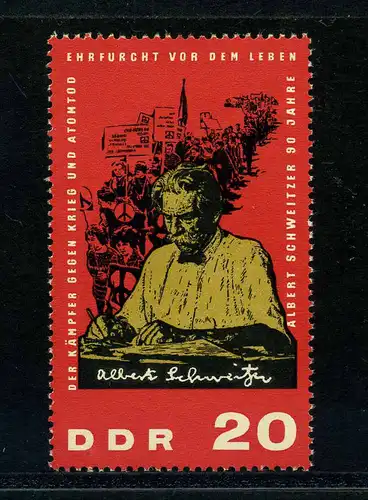 EHRFURCHT VOR DEM LEBEN
DER KÄMPFER GEGEN KRIEG UND ATOMTOD
ALBERT SCHWEITZER 90 JAHRE
Albert Schweitzer
DDR 20